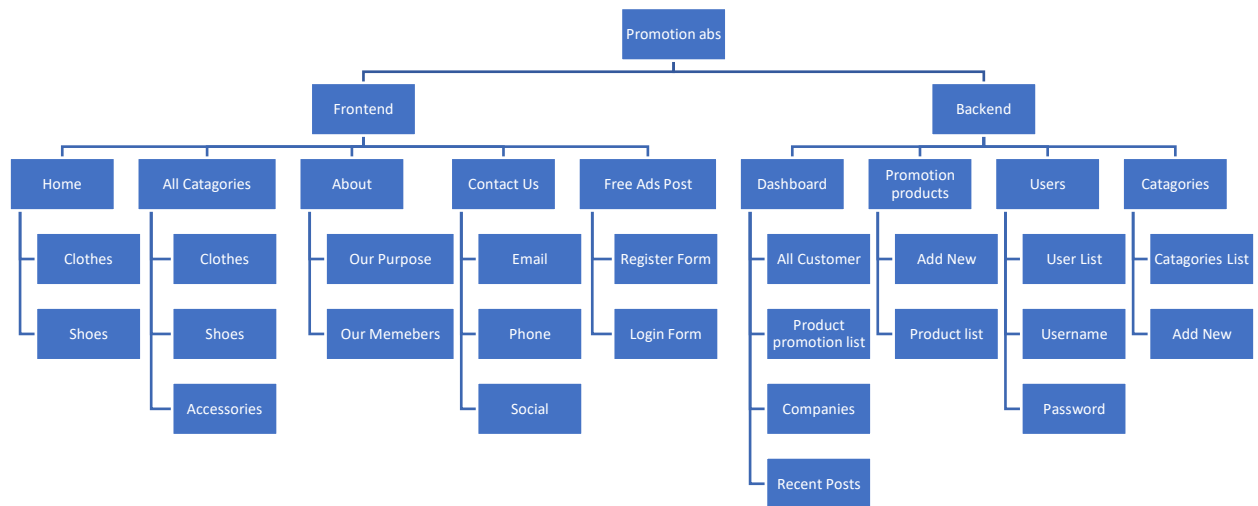 Promotion abs
Frontend
Backend
Home
All Catagories
About
Contact Us
Free Ads Post
Dashboard
Promotion
products
Users
Catagories
Clothes
Clothes
Our Purpose
Email
Register Form
All Customer
Add New
User List
Catagories List
Shoes
Shoes
Our Memebers
Phone
Login Form
Product
promotion list
Product list
Username
Add New
Accessories
Social
Companies
Password
Recent Posts